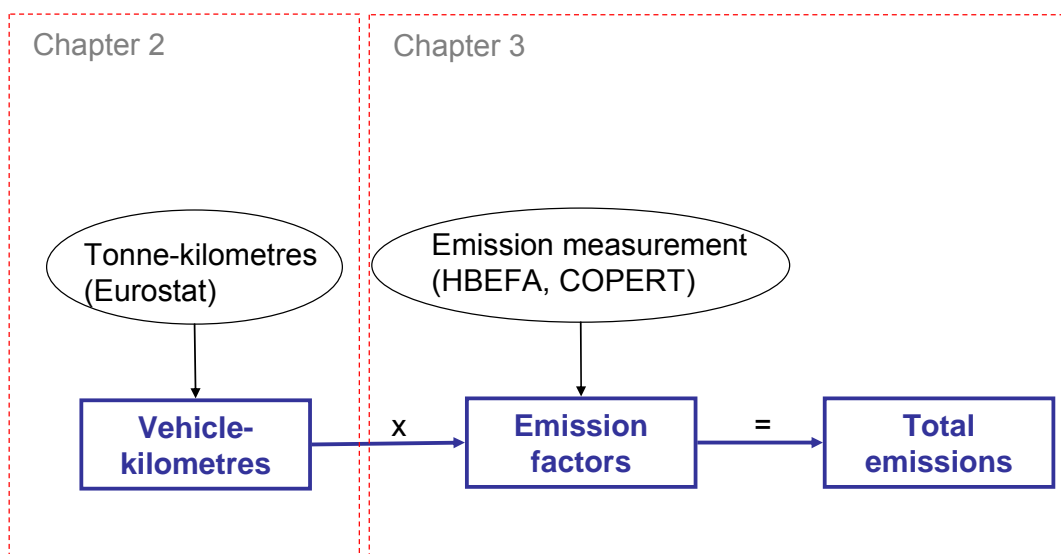 Chapter 2
Chapter 3
Tonne-kilometres
(Eurostat)
Emission measurement
(HBEFA, COPERT)
Vehicle-
kilometres
x
Emission
factors
=
Total
emissions